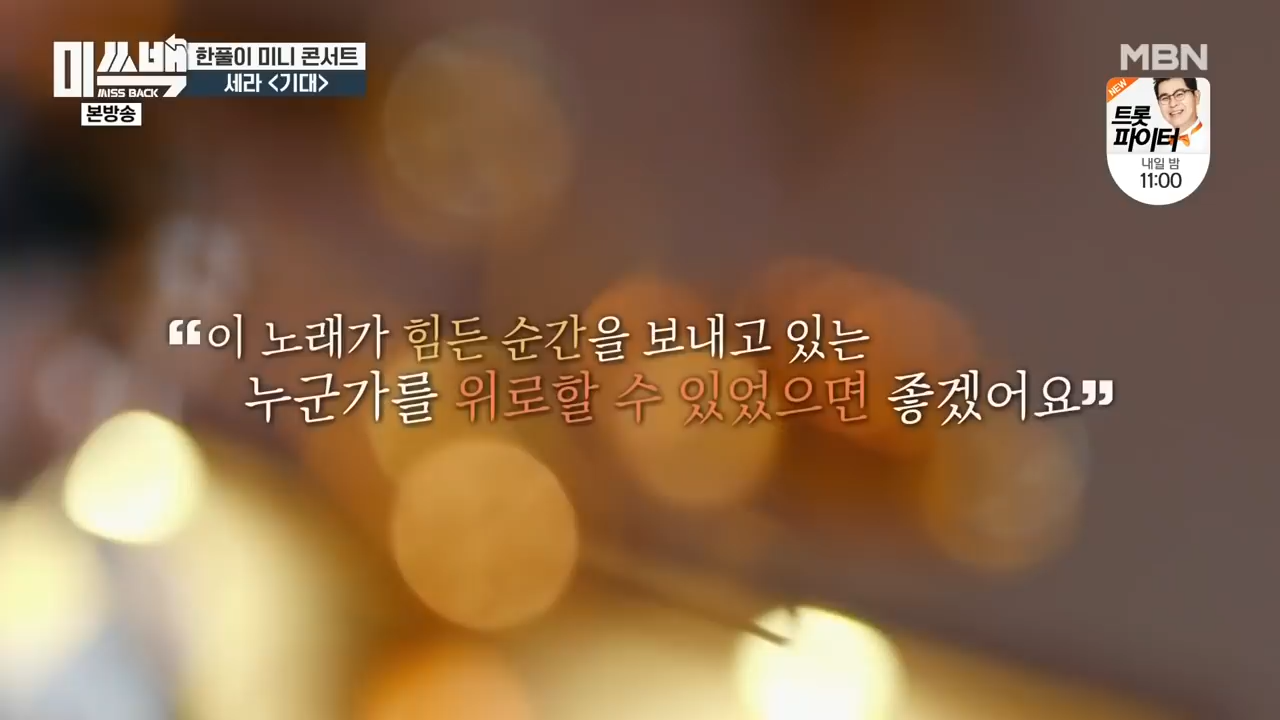 미쓰백
MISS BACK
한풀이 미니 콘서트
세라 <기대>
본방송
MBN
NEW
트롯
파이터
내일 밤
11:00
“이 노래가 힘든 순간을 보내고 있는
누군가를 위로할 수 있었으면 좋겠어요”